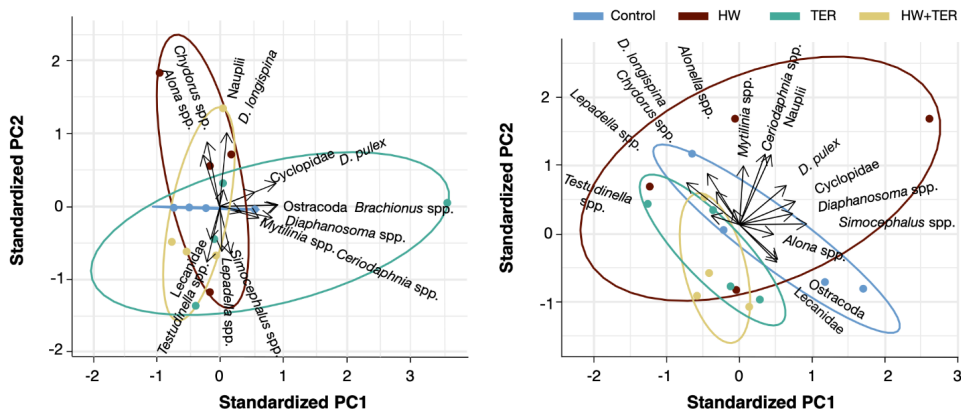 Control HW TER HW+TER
Standardized PC2
2
1
0
-1
-2
-2 -1 0 1 2 3
Standardized PC1
Chydorus spp.
Alona spp.
Nauplii
D. longispina
Cyclopidae
D. pulex
Ostracoda Brachionus spp.
Diaphanosoma spp.
Mytilinia spp. Ceriodaphnia spp.
Lecanidae
Testudinella spp.
Lepadella spp.
Simocephalus spp.
Standardized PC2
2
1
0
-1
-2 -1 0 1 2 3
Standardized PC1
Lepadella spp.
D. longispina
Chydorus spp.
Alonella spp.
Mytilinia spp.
Ceriodaphnia spp.
Nauplii
D. pulex
Cyclopidae
Diaphanosoma spp.
Simocephalus spp.
Testudinella
spp.
Alona spp.
Ostracoda
Lecanidae